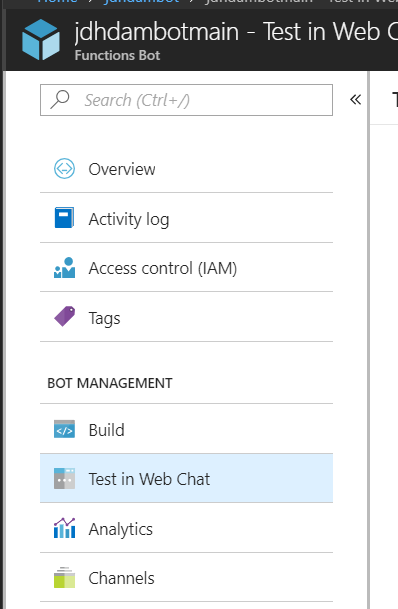 jdhdambotmain - Test in Web C
Functions Bot
Search (Ctrl+/)
Overview
Activity log
Access control (IAM)
Tags
BOT MANAGEMENT
Build
Test in Web Chat
Analytics
Channels